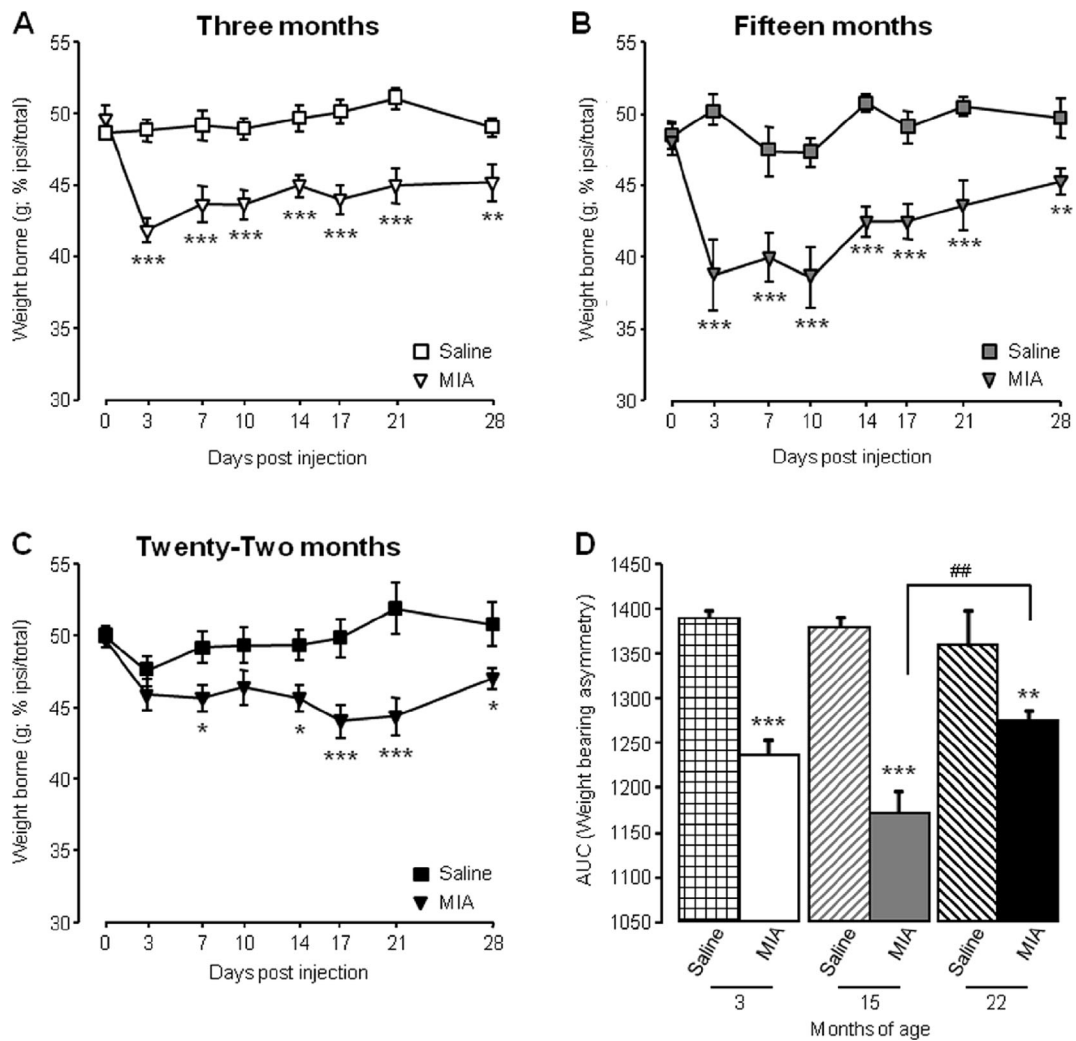 A
Three months
55
50
45
40
35
30
Weight borne (g; % ipsi/total)
***
***
***
***
***
***
**
Saline
MIA
0 3 7 10 14 17 21 28
Days post injection
B
Fifteen months
55
50
45
40
35
30
Weight borne (g; % ipsi/total)
***
***
***
***
***
***
**
Saline
MIA
0 3 7 10 14 17 21 28
Days post injection
C
Twenty-Two months
55
50
45
40
35
30
Weight borne (g; % ipsi/total)
*
*
***
***
*
Saline
MIA
0 3 7 10 14 17 21 28
Days post injection
D
1450
1400
1350
1300
1250
1200
1150
1100
1050
AUC (Weight bearing asymmetry)
##
***
***
**
Saline MIA Saline MIA Saline MIA
3 15 22
Months of age